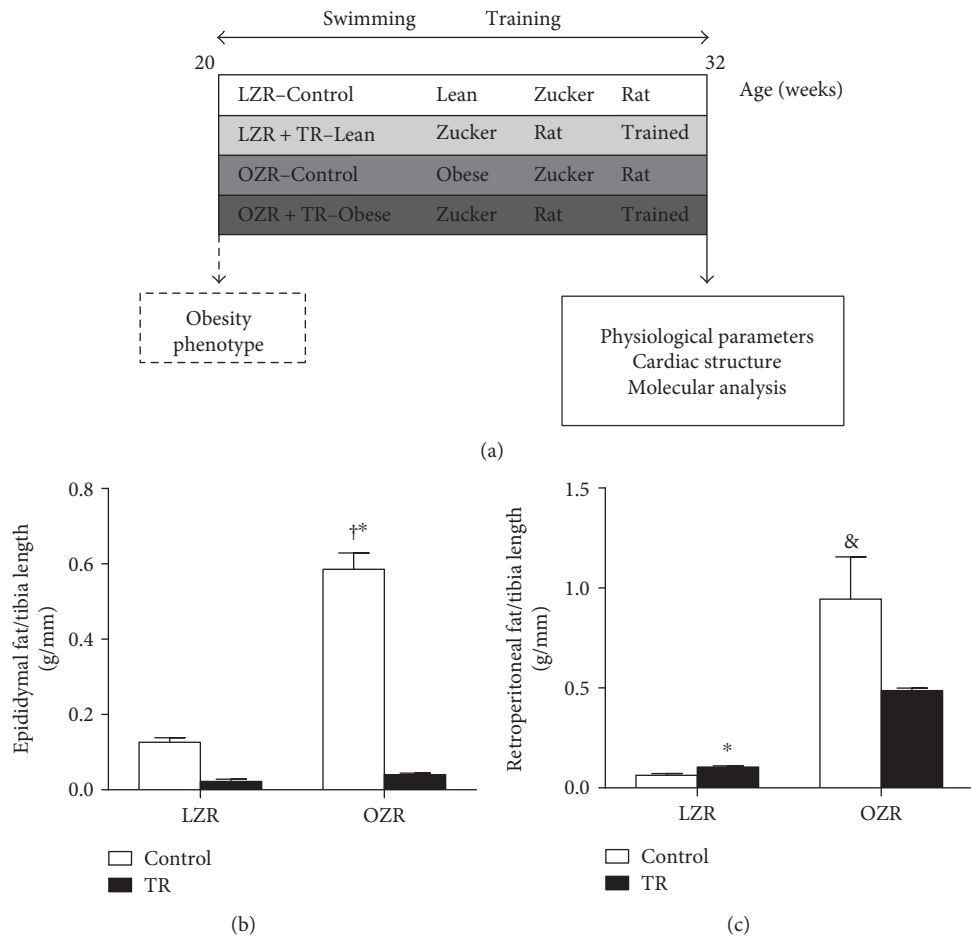 Swimming Training
20 32
Age (weeks)
LZR–Control Lean Zucker Rat
LZR + TR–Lean Zucker Rat Trained
OZR–Control Obese Zucker Rat
OZR + TR–Obese Zucker Rat Trained
Obesity
phenotype
Physiological parameters
Cardiac structure
Molecular analysis
(a)
Epididymal fat/tibia length
(g/mm)
0.8
0.6
0.4
0.2
0.0
†*
LZR OZR
Control
TR
(b)
Retroperitoneal fat/tibia length
(g/mm)
1.5
1.0
0.5
0.0
*
&
LZR OZR
Control
TR
(c)